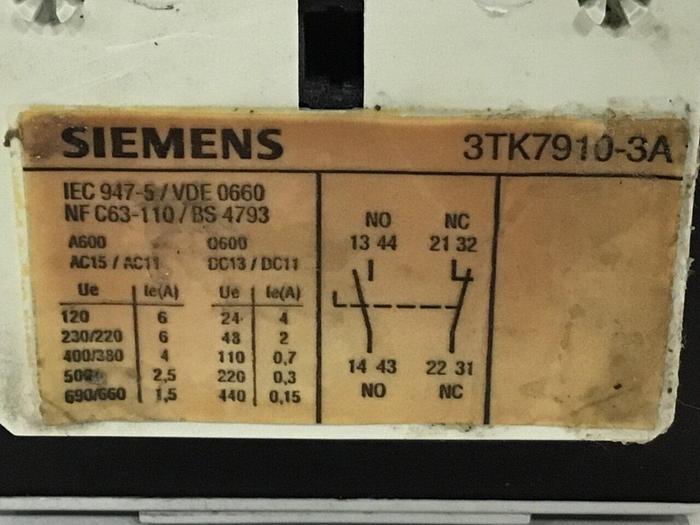 SIEMENS 3TK7910-3A
IEC 947-5 / VDE 0660
NF C63-110 / BS 4793
A600 Q600
AC15 / AC11 DC13 / DC11
Ue Ie(A) Ue Ie(A)
120 6 24 4
230/220 6 48 2
400/380 4 110 0,7
500 2,5 220 0,3
690/660 1,5 440 0,15
NO NC
13 44 21 32
14 43 22 31
NO NC